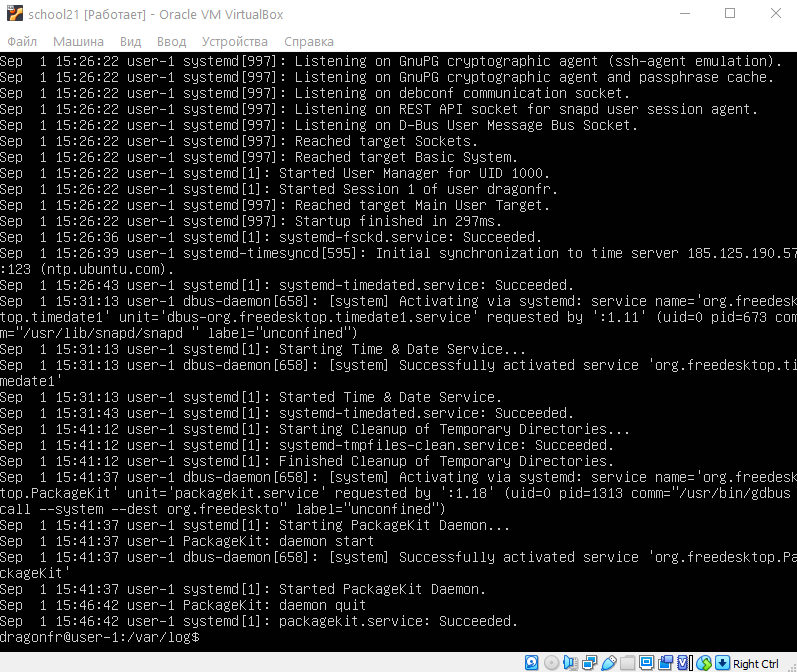 school21 [Работает] - Oracle VM VirtualBox
Файл Машина Вид Ввод Устройства Справка
Sep  1 15:26:22 user-1 systemd[997]: Listening on GnuPG cryptographic agent (ssh-agent emulation).
Sep  1 15:26:22 user-1 systemd[997]: Listening on GnuPG cryptographic agent and passphrase cache.
Sep  1 15:26:22 user-1 systemd[997]: Listening on debconf communication socket.
Sep  1 15:26:22 user-1 systemd[997]: Listening on REST API socket for snapd user session agent.
Sep  1 15:26:22 user-1 systemd[997]: Listening on D-Bus User Message Bus Socket.
Sep  1 15:26:22 user-1 systemd[997]: Reached target Sockets.
Sep  1 15:26:22 user-1 systemd[997]: Reached target Basic System.
Sep  1 15:26:22 user-1 systemd[1]: Started User Manager for UID 1000.
Sep  1 15:26:22 user-1 systemd[1]: Started Session 1 of user dragonfr.
Sep  1 15:26:22 user-1 systemd[997]: Reached target Main User Target.
Sep  1 15:26:22 user-1 systemd[997]: Startup finished in 297ms.
Sep  1 15:26:36 user-1 systemd[1]: systemd-fsckd.service: Succeeded.
Sep  1 15:26:39 user-1 systemd-timesyncd[595]: Initial synchronization to time server 185.125.190.57
:123 (ntp.ubuntu.com).
Sep  1 15:26:43 user-1 systemd[1]: systemd-timedated.service: Succeeded.
Sep  1 15:31:13 user-1 dbus-daemon[658]: [system] Activating via systemd: service name='org.freedesk
top.timedate1' unit='dbus-org.freedesktop.timedate1.service' requested by ':1.11' (uid=0 pid=673 com
m="/usr/lib/snapd/snapd " label="unconfined")
Sep  1 15:31:13 user-1 systemd[1]: Starting Time & Date Service...
Sep  1 15:31:13 user-1 dbus-daemon[658]: [system] Successfully activated service 'org.freedesktop.ti
medate1'
Sep  1 15:31:13 user-1 systemd[1]: Started Time & Date Service.
Sep  1 15:31:43 user-1 systemd[1]: systemd-timedated.service: Succeeded.
Sep  1 15:41:12 user-1 systemd[1]: Starting Cleanup of Temporary Directories...
Sep  1 15:41:12 user-1 systemd[1]: systemd-tmpfiles-clean.service: Succeeded.
Sep  1 15:41:12 user-1 systemd[1]: Finished Cleanup of Temporary Directories.
Sep  1 15:41:37 user-1 dbus-daemon[658]: [system] Activating via systemd: service name='org.freedesk
top.PackageKit' unit='packagekit.service' requested by ':1.18' (uid=0 pid=1313 comm="/usr/bin/gdbus
call --system --dest org.freedeskto" label="unconfined")
Sep  1 15:41:37 user-1 systemd[1]: Starting PackageKit Daemon...
Sep  1 15:41:37 user-1 PackageKit: daemon start
Sep  1 15:41:37 user-1 dbus-daemon[658]: [system] Successfully activated service 'org.freedesktop.Pa
ckageKit'
Sep  1 15:41:37 user-1 systemd[1]: Started PackageKit Daemon.
Sep  1 15:46:42 user-1 PackageKit: daemon quit
Sep  1 15:46:42 user-1 systemd[1]: packagekit.service: Succeeded.
dragonfr@user-1:/var/log$
Right Ctrl